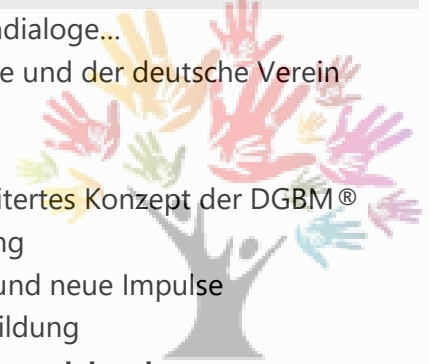 ndialoge...
e und der deutsche Verein
itertes Konzept der DGBM®
ng
und neue Impulse
ildung